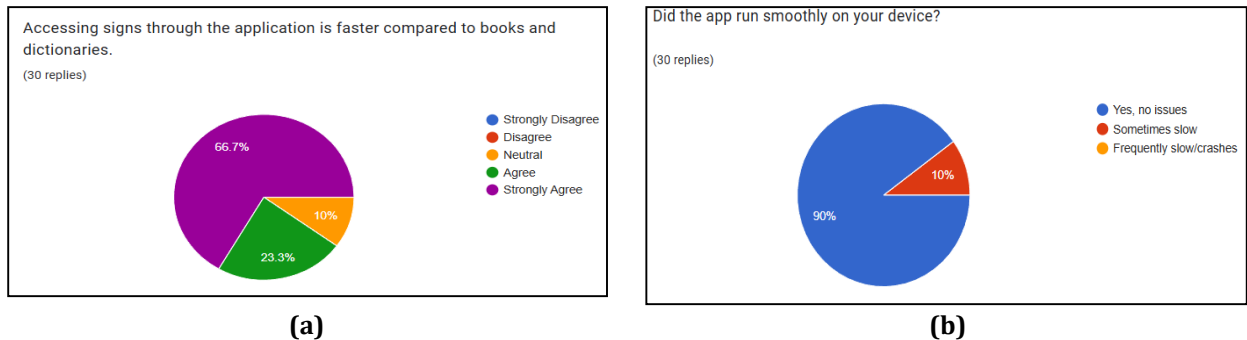 Accessing signs through the application is faster compared to books and
dictionaries.
(30 replies)
66.7%
10%
23.3%
Strongly Disagree
Disagree
Neutral
Agree
Strongly Agree
(a)
Did the app run smoothly on your device?
(30 replies)
10%
90%
Yes, no issues
Sometimes slow
Frequently slow/crashes
(b)